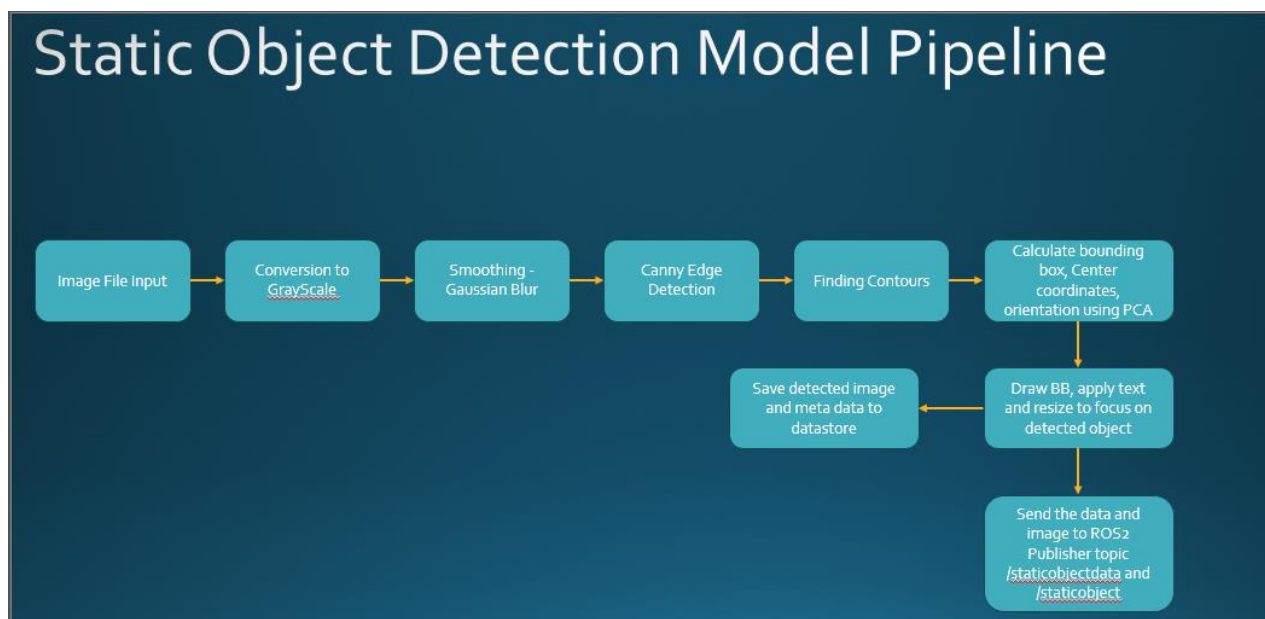 Static Object Detection Model Pipeline
Image File Input
Conversion to
GrayScale
Smoothing -
Gaussian Blur
Canny Edge
Detection
Finding Contours
Calculate bounding
box, Center
coordinates,
orientation using PCA
Draw BB, apply text
and resize to focus on
detected object
Save detected image
and meta data to
datastore
Send the data and
image to ROS2
Publisher topic
/staticobjectdata and
/staticobject